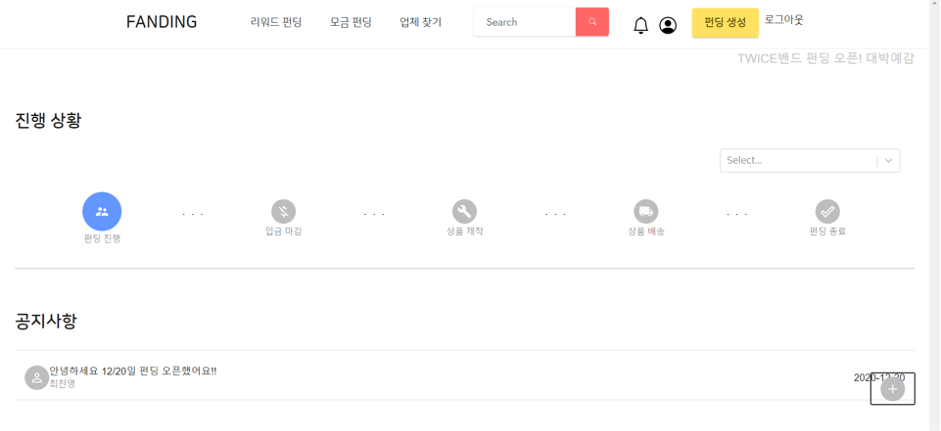 FANDING 리워드 펀딩 모금 펀딩 업체 찾기 Search 펀딩 생성 로그아웃
TWICE밴드 펀딩 오픈! 대박예감
진행 상황
Select...
펀딩 진행 입금 마감 상품 제작 상품 배송 펀딩 종료
공지사항
안녕하세요 12/20일 펀딩 오픈했어요!!
최진영
2020-12-20